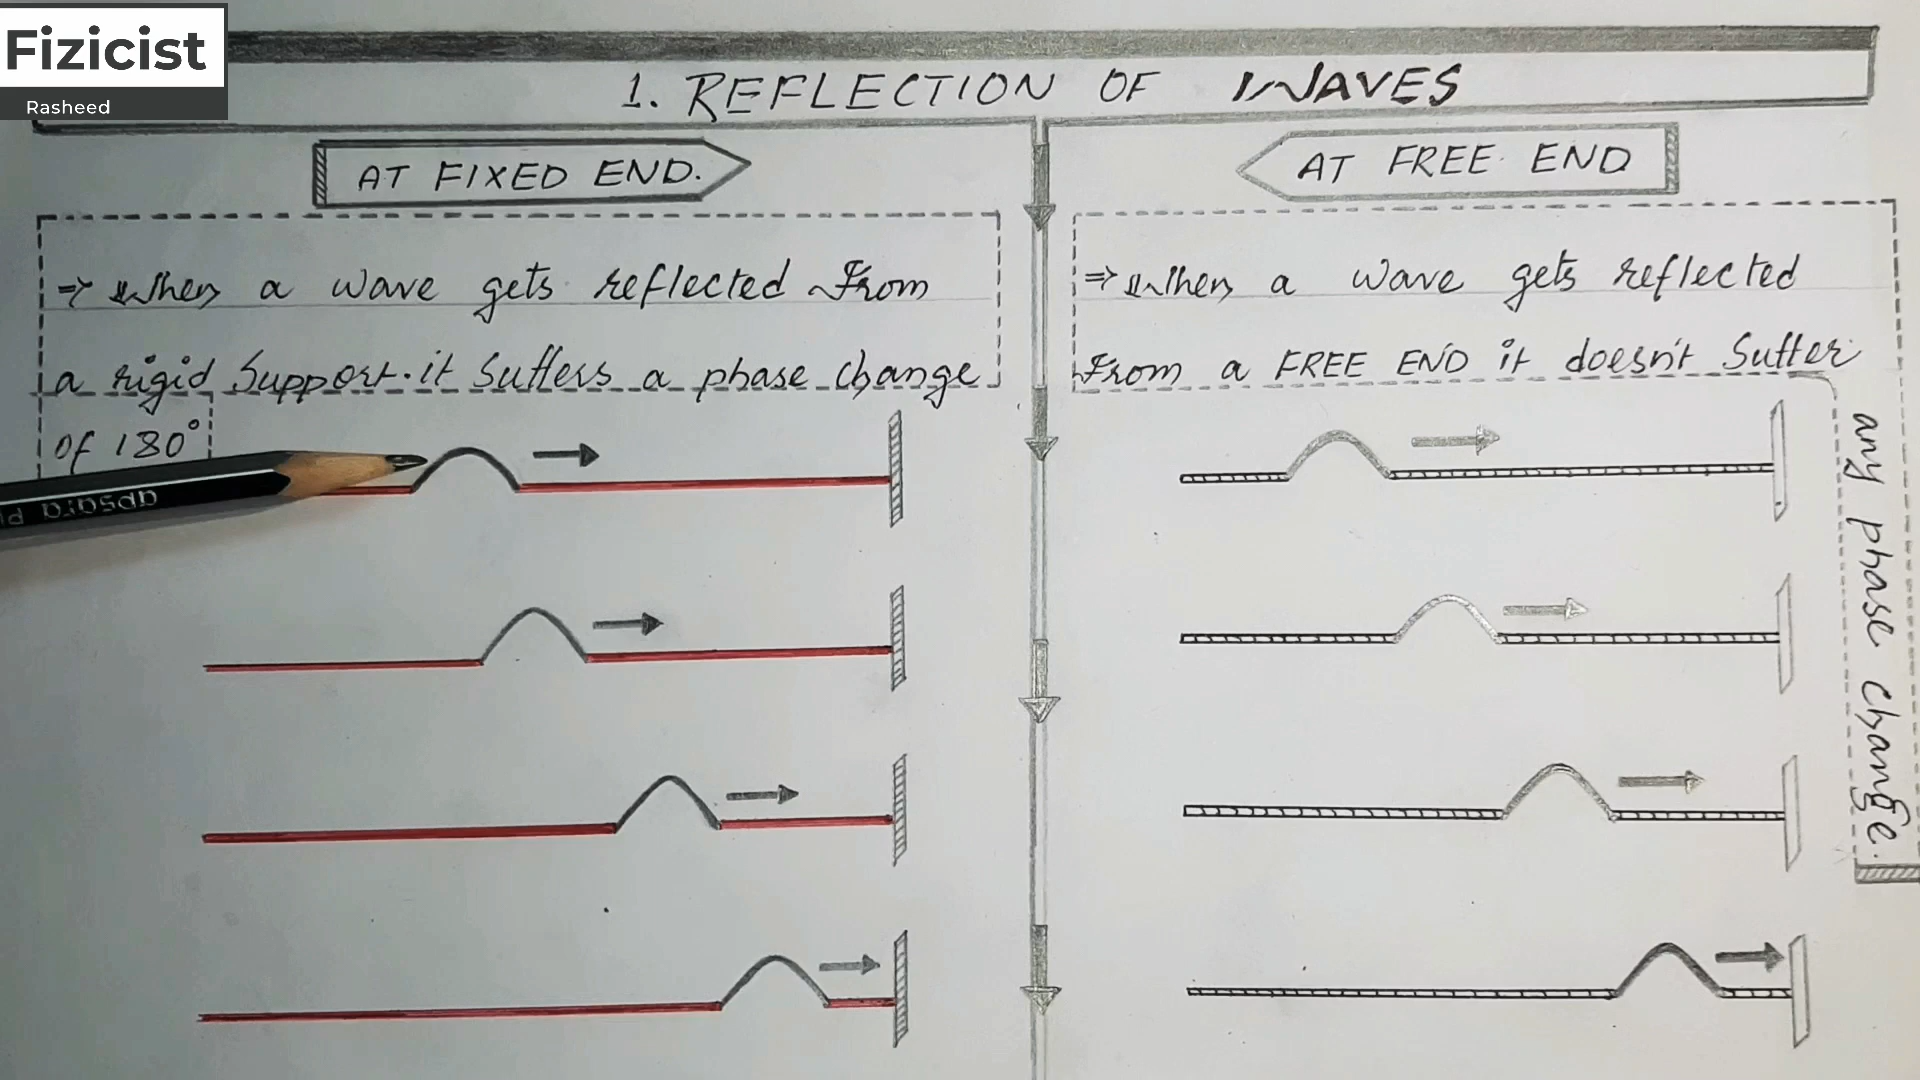 Fizicist
Rasheed
1. REFLECTION OF WAVES
AT FIXED END.
⇒ When a wave gets reflected From
a rigid Support. it Suffers a phase change
of 180°
AT FREE END
⇒ When a wave gets reflected
From a FREE END it doesn't Suffer
any phase change.
apsara